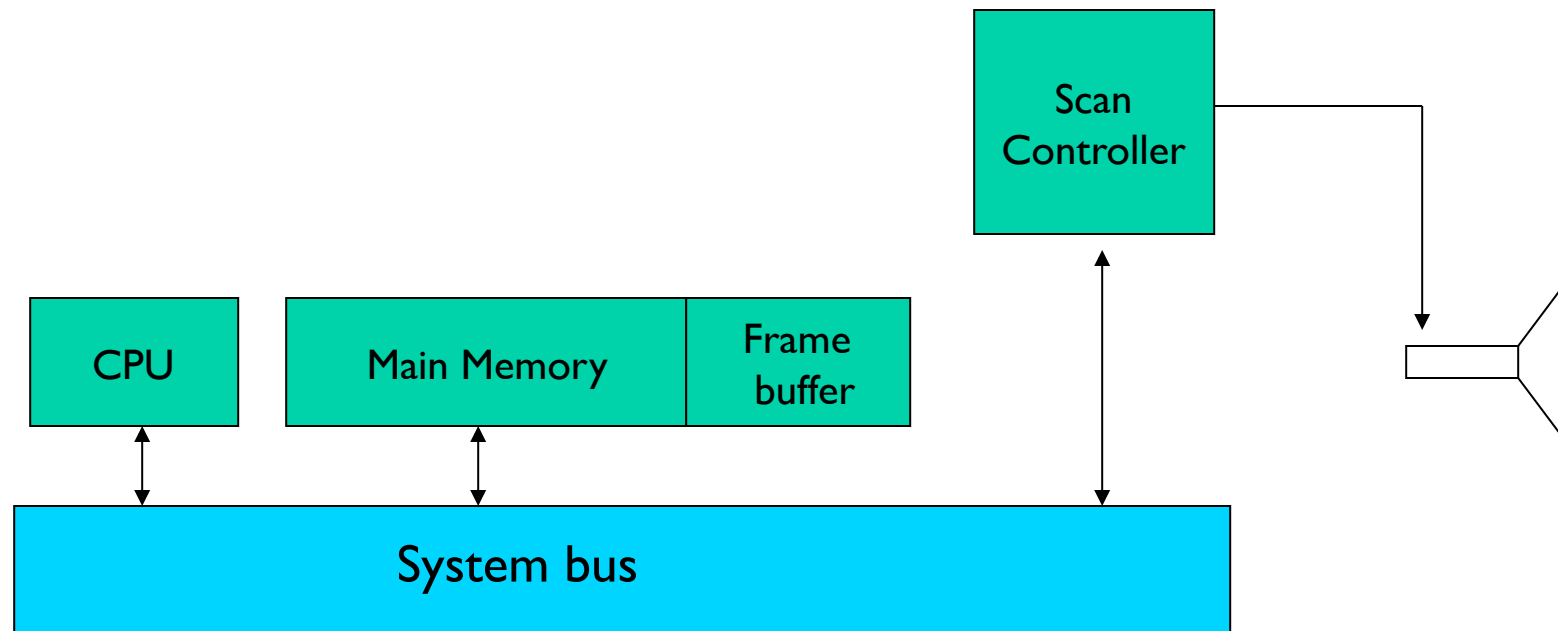 Scan
Controller
CPU
Main Memory
Frame
buffer
System bus